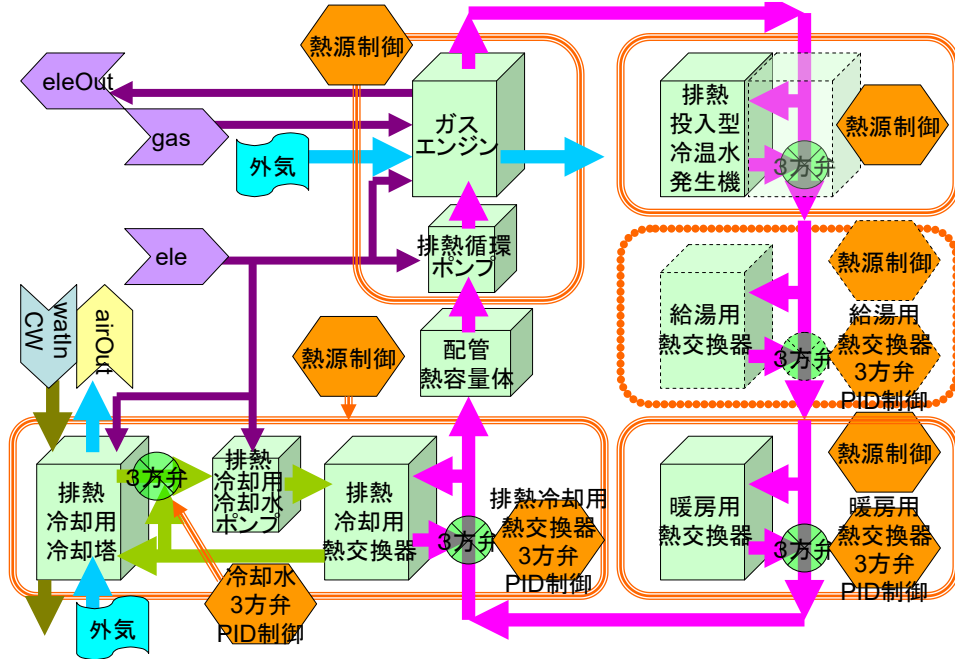 熱源制御
eleOut
gas
外気
ガス
エンジン
排熱
投入型
冷温水
発生機
3方弁
熱源制御
ele
排熱循環
ポンプ
熱源制御
給湯用
熱交換器
3方弁
給湯用
熱交換器
3方弁
PID制御
watIn
CW
airOut
熱源制御
配管
熱容量体
排熱
冷却用
冷却塔
3方弁
排熱
冷却用
冷却水
ポンプ
排熱
冷却用
熱交換器
3方弁
排熱冷却用
熱交換器
3方弁
PID制御
熱源制御
暖房用
熱交換器
3方弁
暖房用
熱交換器
3方弁
PID制御
冷却水
3方弁
PID制御
外気